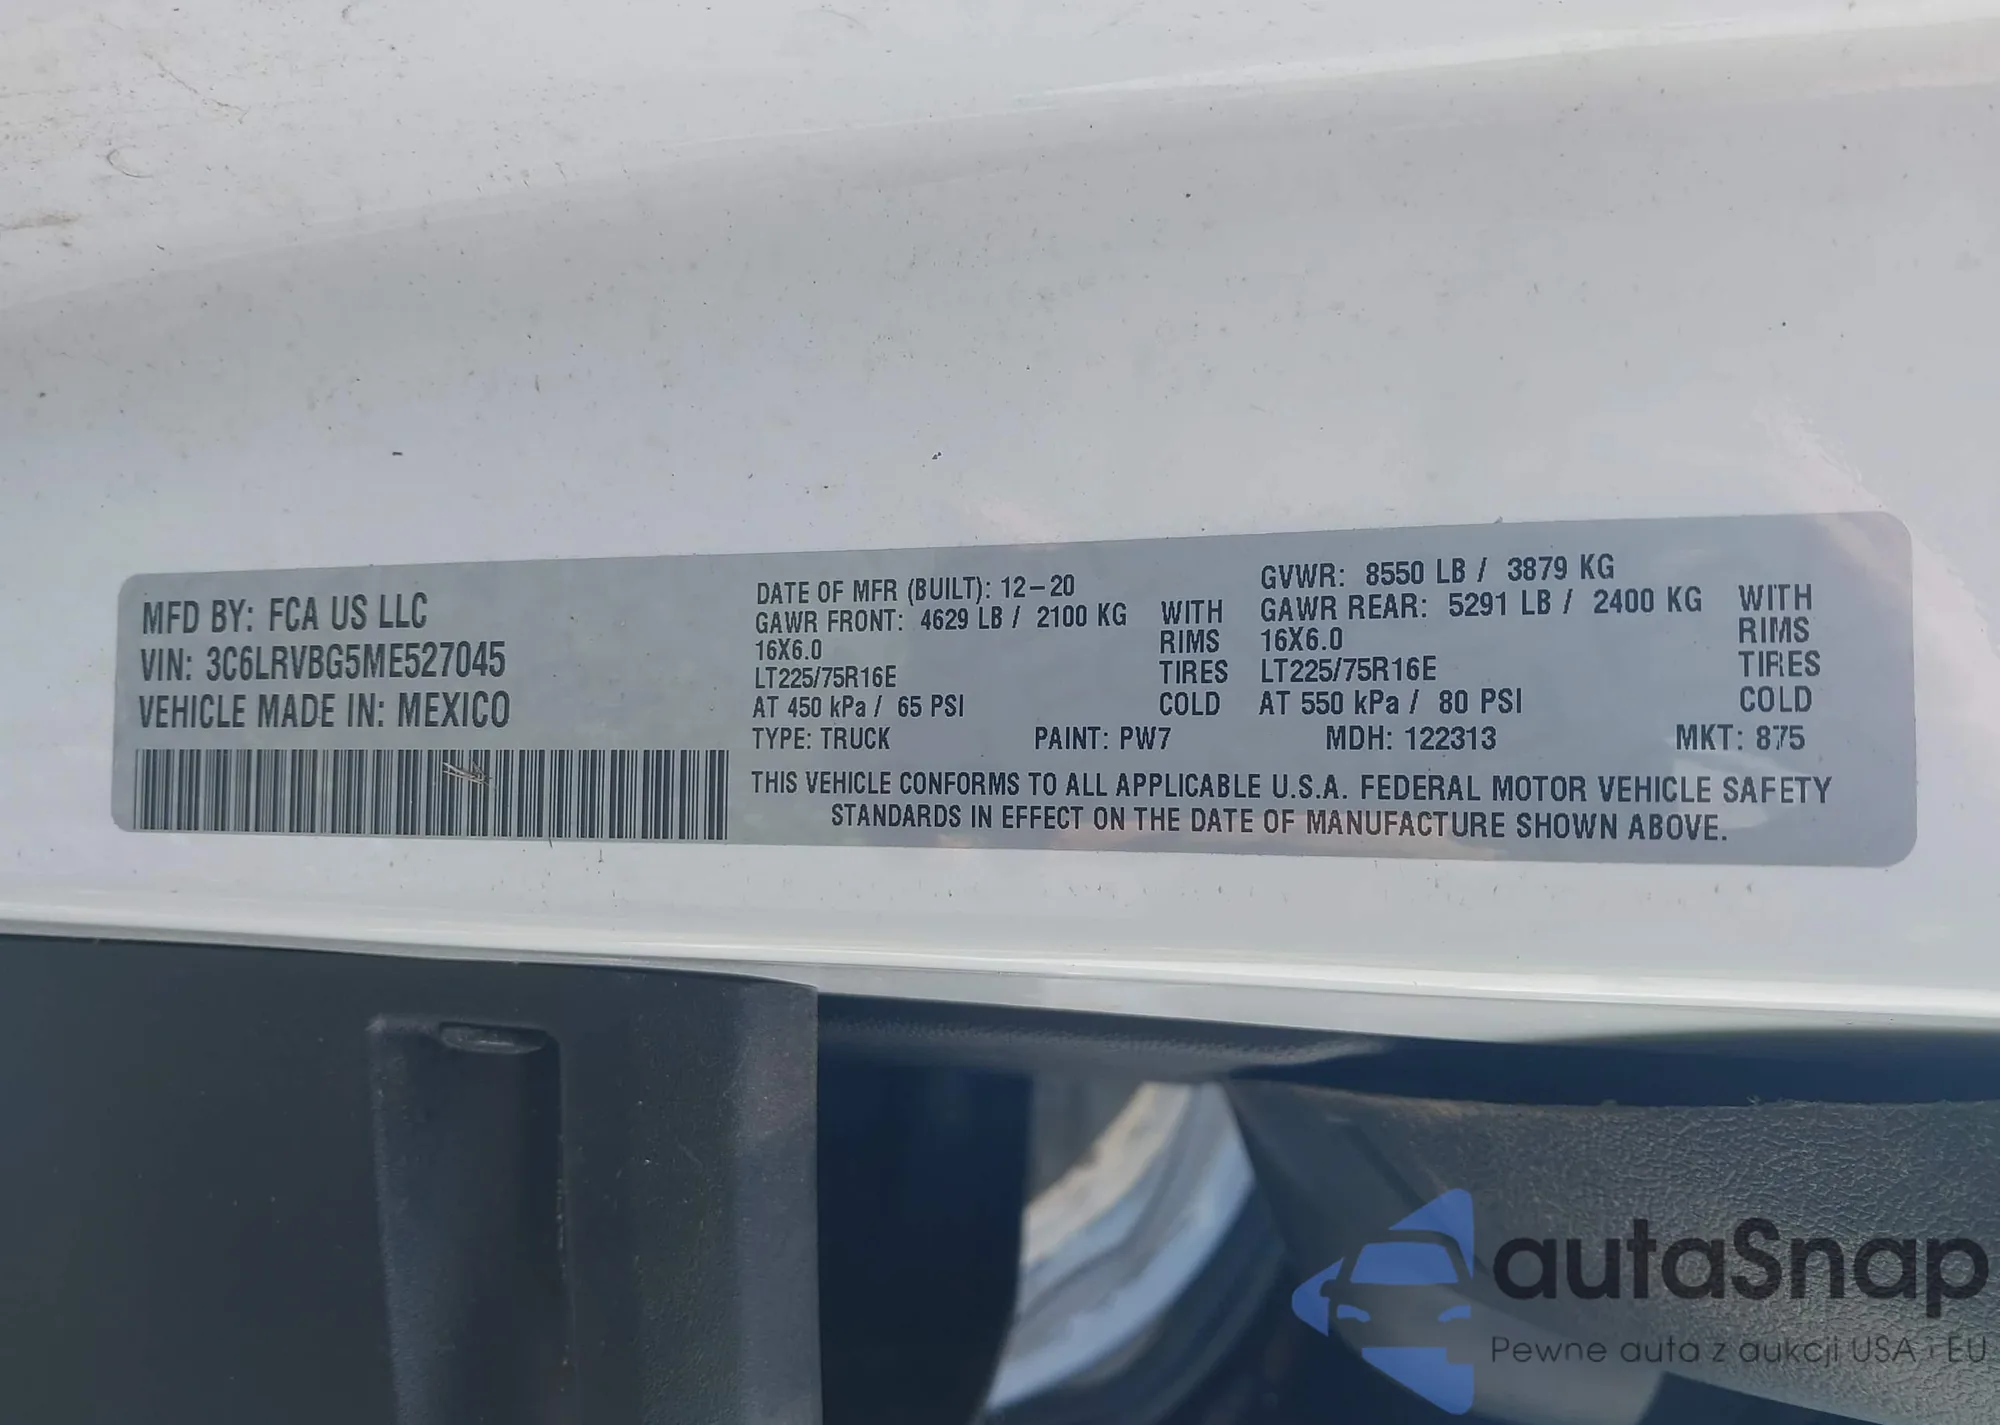 MFD BY: FCA US LLC
VIN: 3C6LRVBG5ME527045
VEHICLE MADE IN: MEXICO
DATE OF MFR (BUILT): 12-20
GAWR FRONT: 4629 LB / 2100 KG WITH
16X6.0 RIMS
LT225/75R16E TIRES
AT 450 kPa / 65 PSI COLD
GVWR: 8550 LB / 3879 KG
GAWR REAR: 5291 LB / 2400 KG WITH
16X6.0 RIMS
LT225/75R16E TIRES
AT 550 kPa / 80 PSI COLD
TYPE: TRUCK PAINT: PW7 MDH: 122313 MKT: 875
THIS VEHICLE CONFORMS TO ALL APPLICABLE U.S.A. FEDERAL MOTOR VEHICLE SAFETY
STANDARDS IN EFFECT ON THE DATE OF MANUFACTURE SHOWN ABOVE.
autaSnap
Pewne auta z aukcji USA i EU